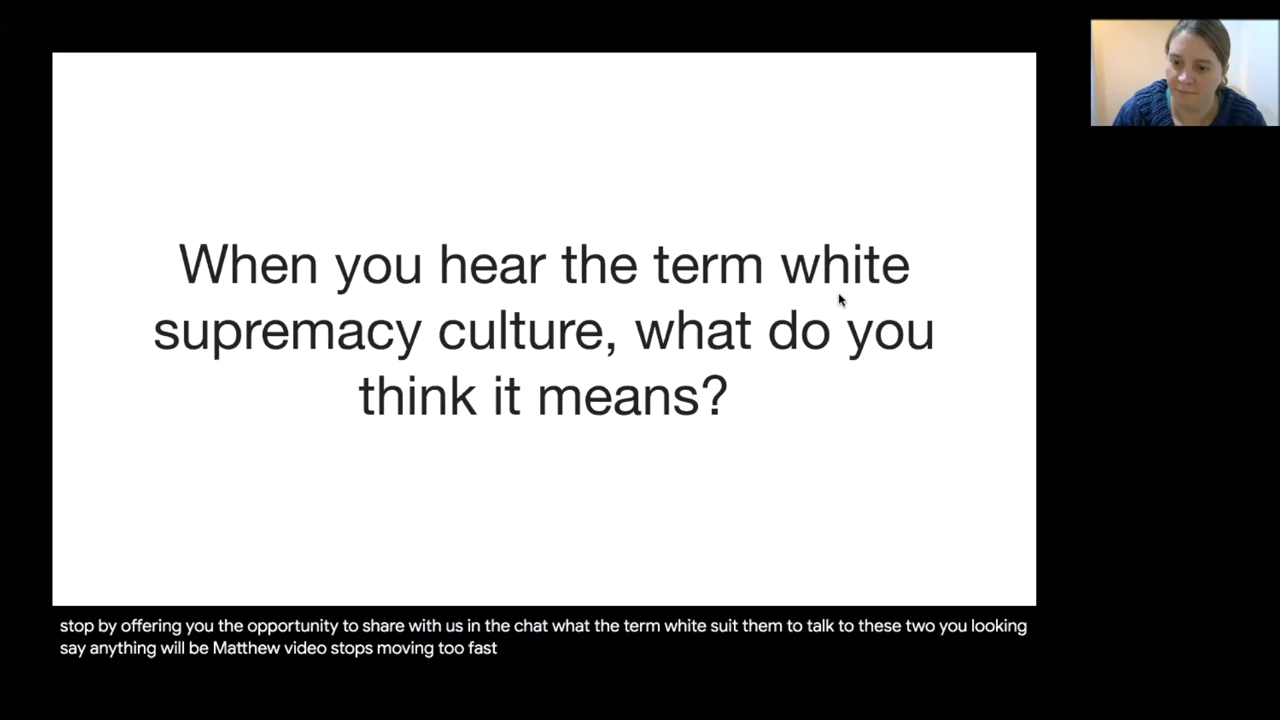 When you hear the term white
supremacy culture, what do you
think it means?
stop by offering you the opportunity to share with us in the chat what the term white suit them to talk to these two you looking
say anything will be Matthew video stops moving too fast